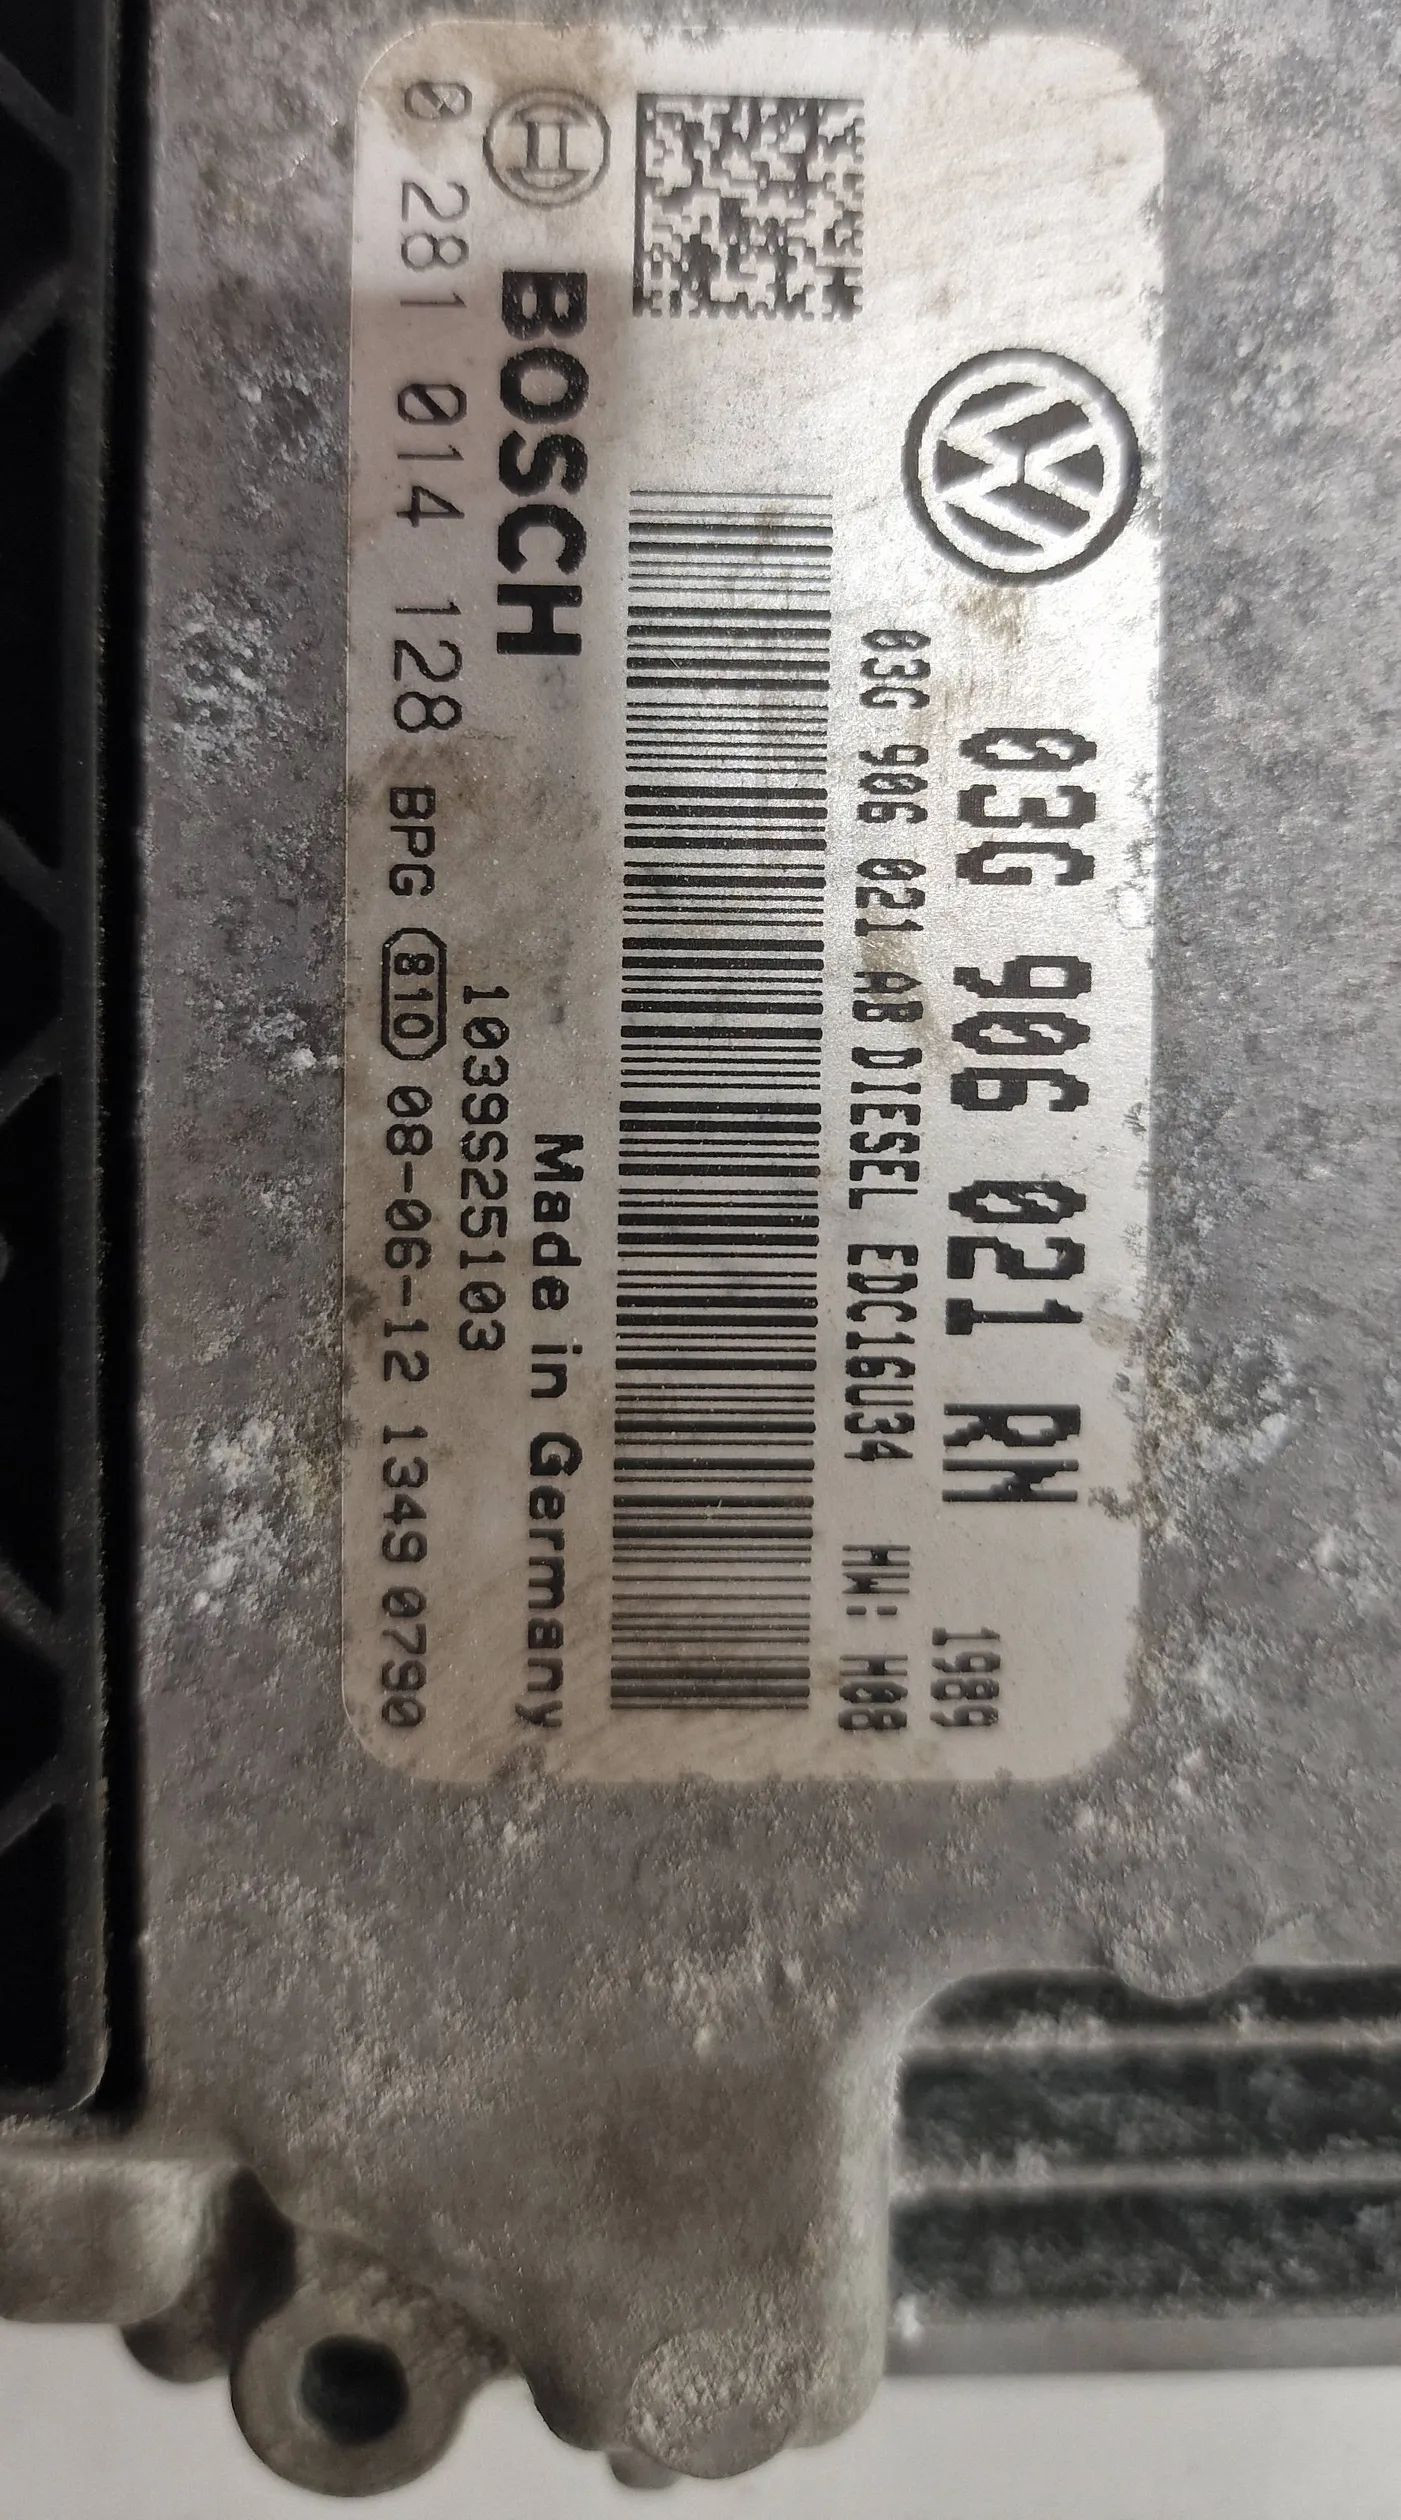 03G 906 021 RN
1989
03G 906 021 AB DIESEL EDC16U34 HW: H08
BOSCH
Made in Germany
1039S25103
0 281 014 128 BPG 810 08-06-12 1349 0790